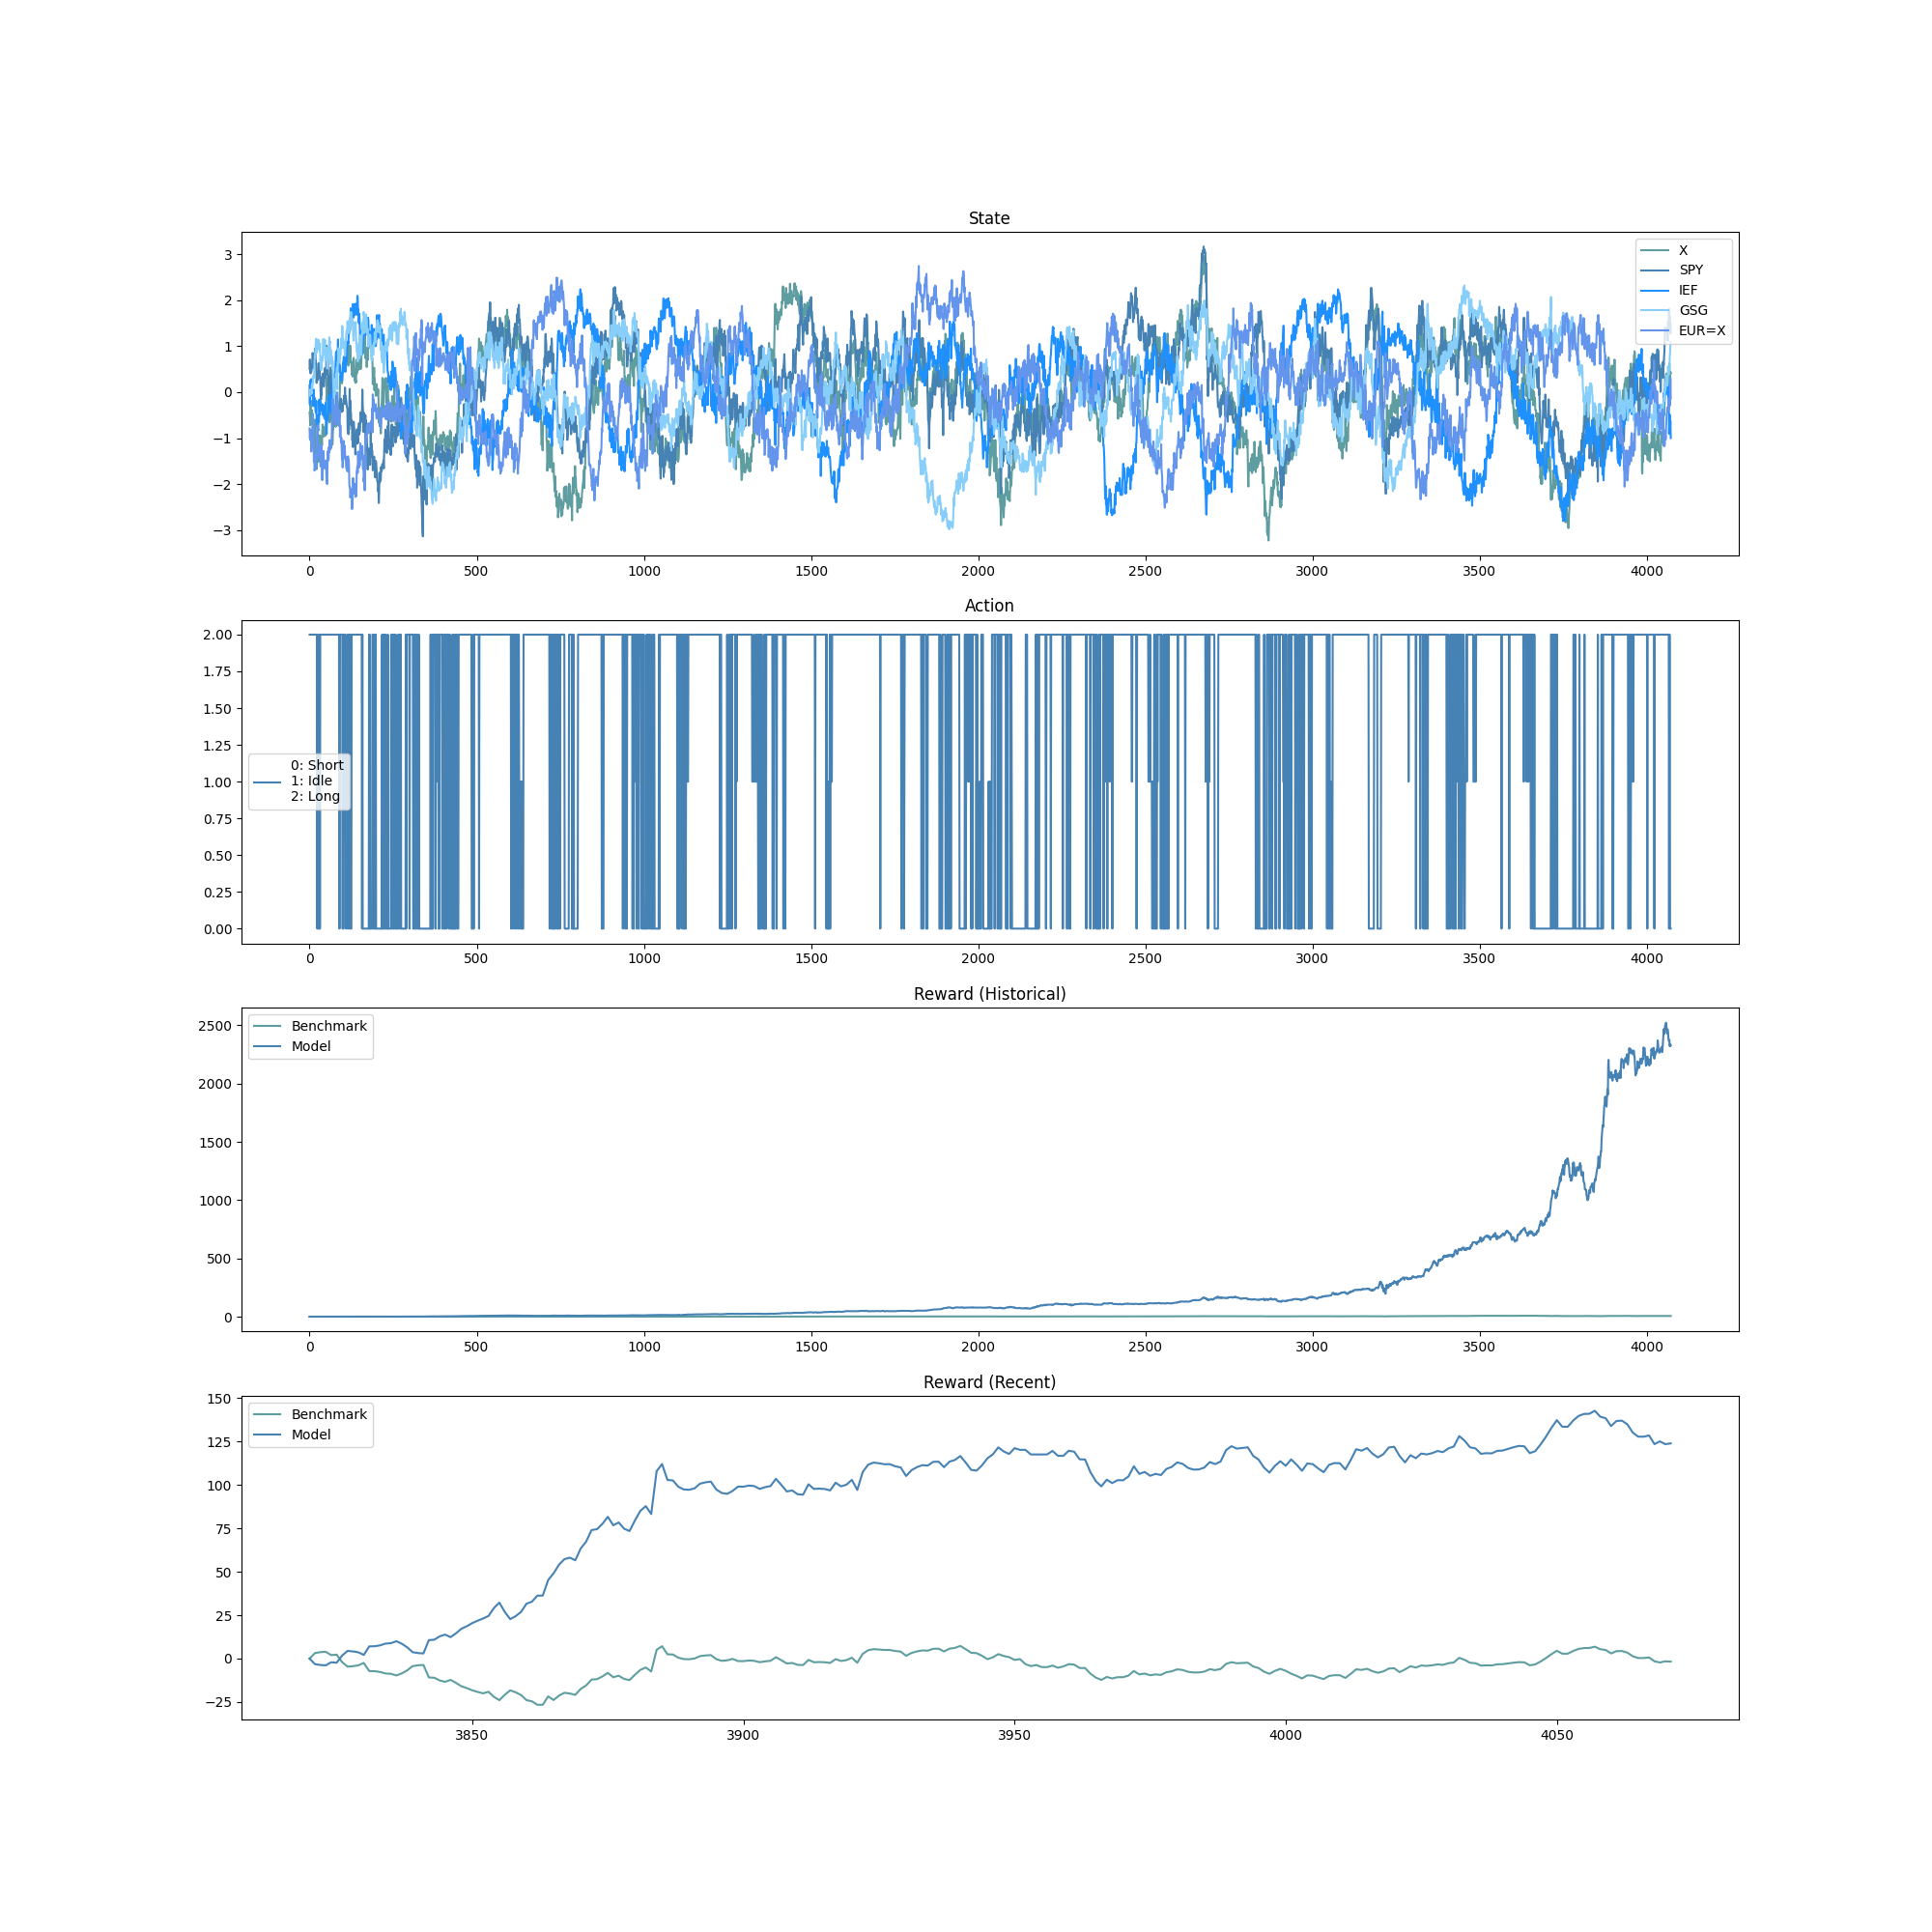 State
3
2
1
0
−1
−2
−3
X
SPY
IEF
GSG
EUR=X
0 500 1000 1500 2000 2500 3000 3500 4000
Action
2.00
1.75
1.50
1.25
1.00
0.75
0.50
0.25
0.00
0: Short
1: Idle
2: Long
0 500 1000 1500 2000 2500 3000 3500 4000
Reward (Historical)
2500
2000
1500
1000
500
0
Benchmark
Model
0 500 1000 1500 2000 2500 3000 3500 4000
Reward (Recent)
150
125
100
75
50
25
0
−25
Benchmark
Model
3850 3900 3950 4000 4050